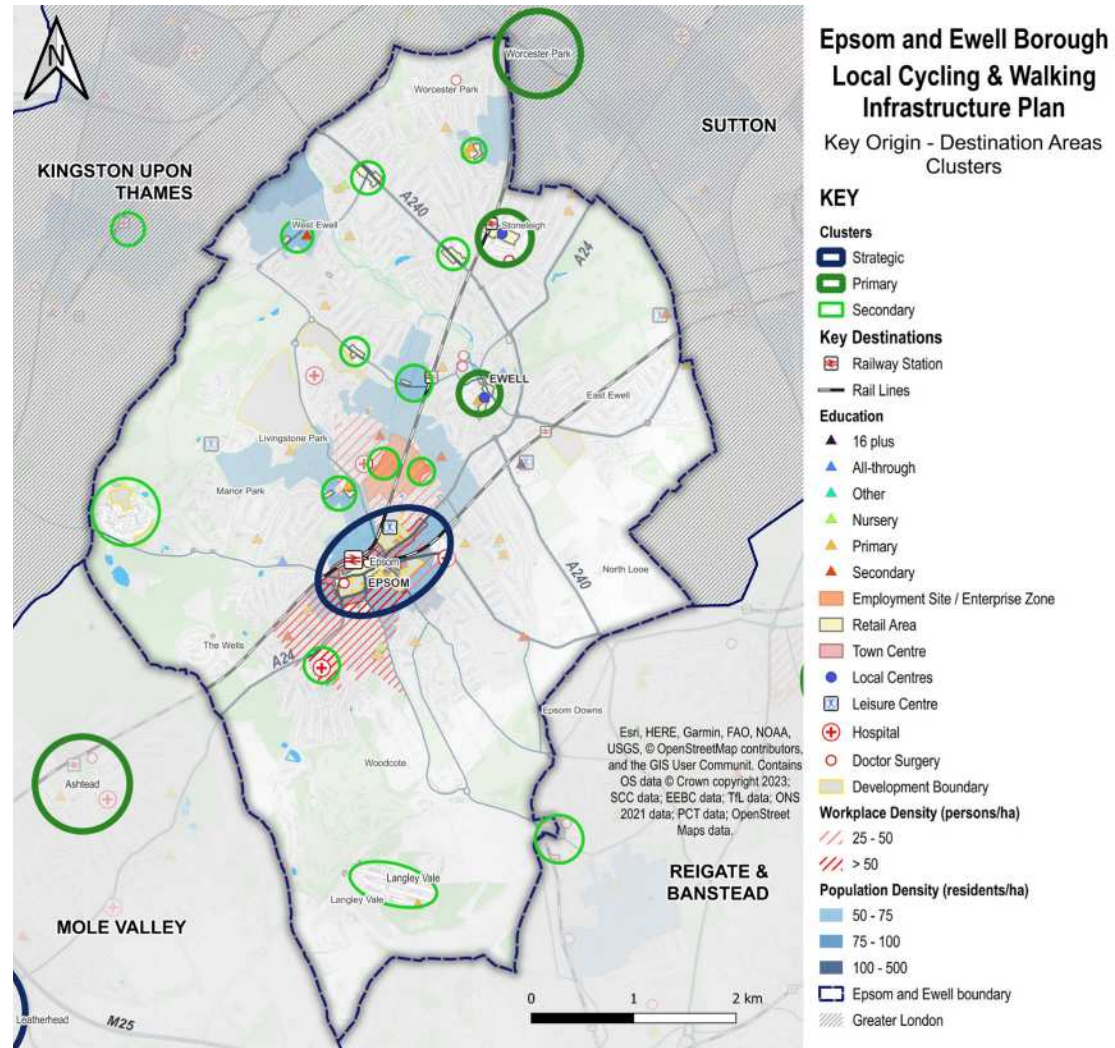 N
Worcester Park
Worcester Park
SUTTON
KINGSTON UPON
THAMES
A240
West Ewell
Stoneleigh
A24
EWELL
East Ewell
Livingstone Park
Manor Park
Epsom
EPSOM
North Looe
A240
The Wells
A24
Epsom Downs
Woodcote
Ashtead
Esri, HERE, Garmin, FAO, NOAA,
USGS, © OpenStreetMap contributors,
and the GIS User Communit. Contains
OS data © Crown copyright 2023;
SCC data; EEBC data; TfL data; ONS
2021 data; PCT data; OpenStreet
Maps data.
REIGATE &
BANSTEAD
Langley Vale
Langley Vale
MOLE VALLEY
Leatherhead
M25
0 1 2 km
Epsom and Ewell Borough
Local Cycling & Walking
Infrastructure Plan
Key Origin - Destination Areas
Clusters
KEY
Clusters
Strategic
Primary
Secondary
Key Destinations
Railway Station
Rail Lines
Education
16 plus
All-through
Other
Nursery
Primary
Secondary
Employment Site / Enterprise Zone
Retail Area
Town Centre
Local Centres
Leisure Centre
Hospital
Doctor Surgery
Development Boundary
Workplace Density (persons/ha)
25 - 50
> 50
Population Density (residents/ha)
50 - 75
75 - 100
100 - 500
Epsom and Ewell boundary
Greater London